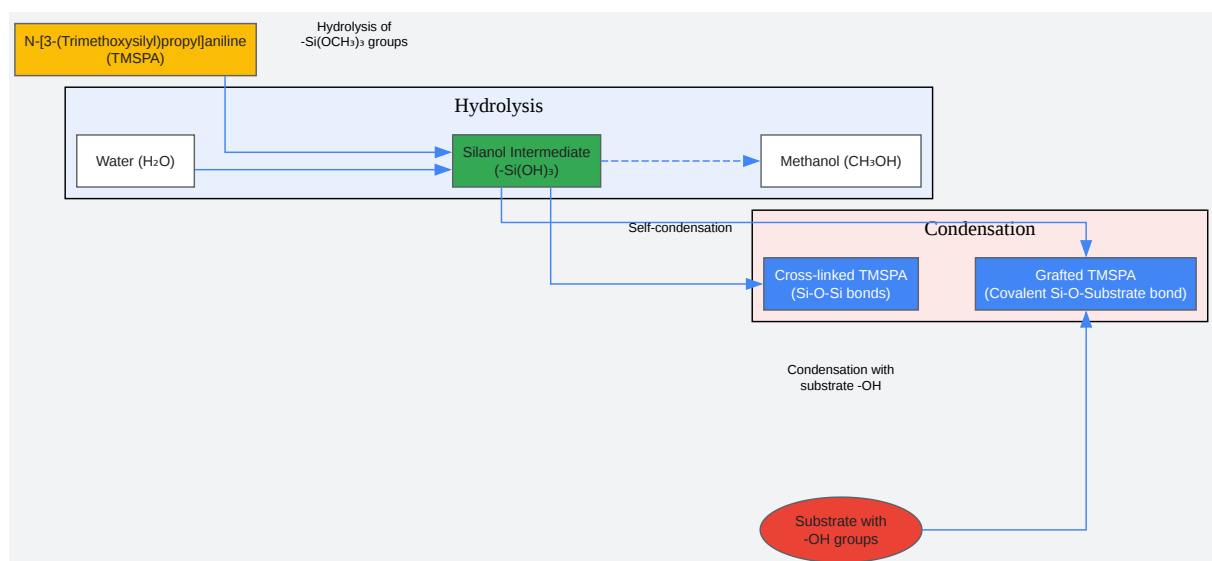 N-[3-(Trimethoxysilyl)propyl]aniline
(TMSPA)
Hydrolysis of
-Si(OCH₃)₃ groups
Hydrolysis
Water (H₂O)
Silanol Intermediate
(-Si(OH)₃)
Methanol (CH₃OH)
Self-condensation
Condensation
Cross-linked TMSPA
(Si-O-Si bonds)
Grafted TMSPA
(Covalent Si-O-Substrate bond)
Condensation with
substrate -OH
Substrate with
-OH groups